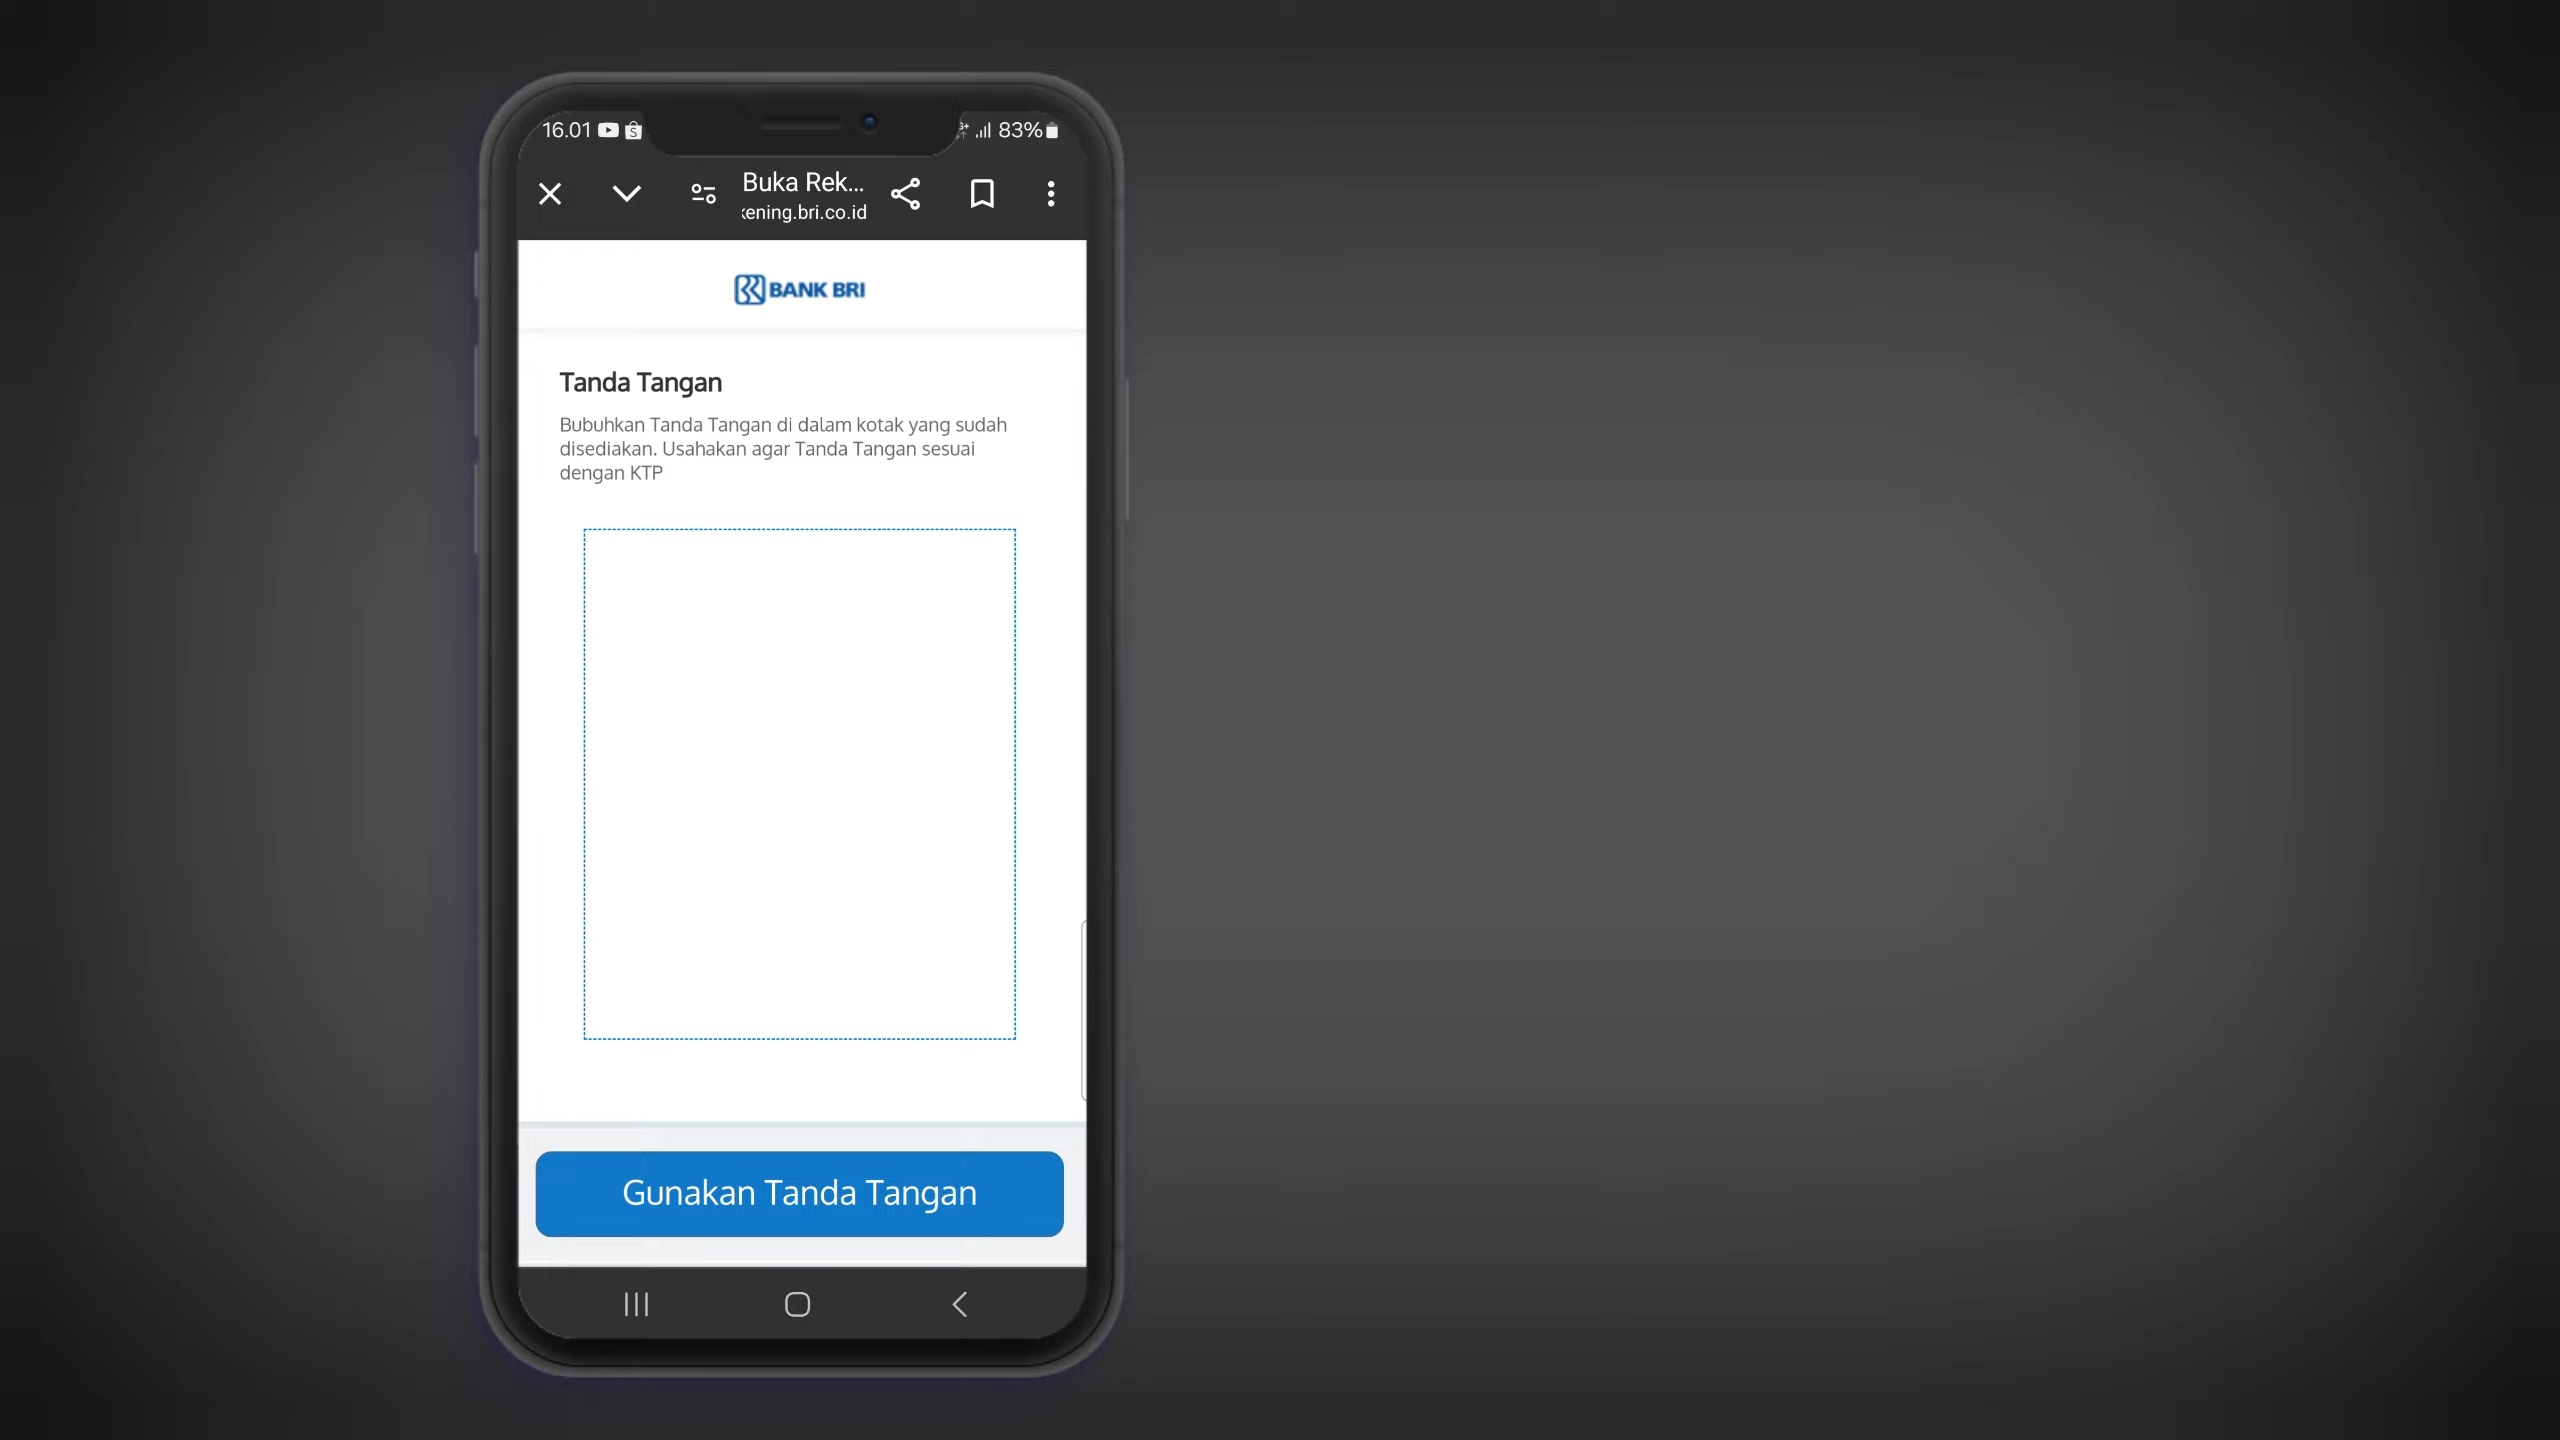 16.01
83%
Buka Rek...
kening.bri.co.id
BANK BRI
Tanda Tangan
Bubuhkan Tanda Tangan di dalam kotak yang sudah
disediakan. Usahakan agar Tanda Tangan sesuai
dengan KTP
Gunakan Tanda Tangan